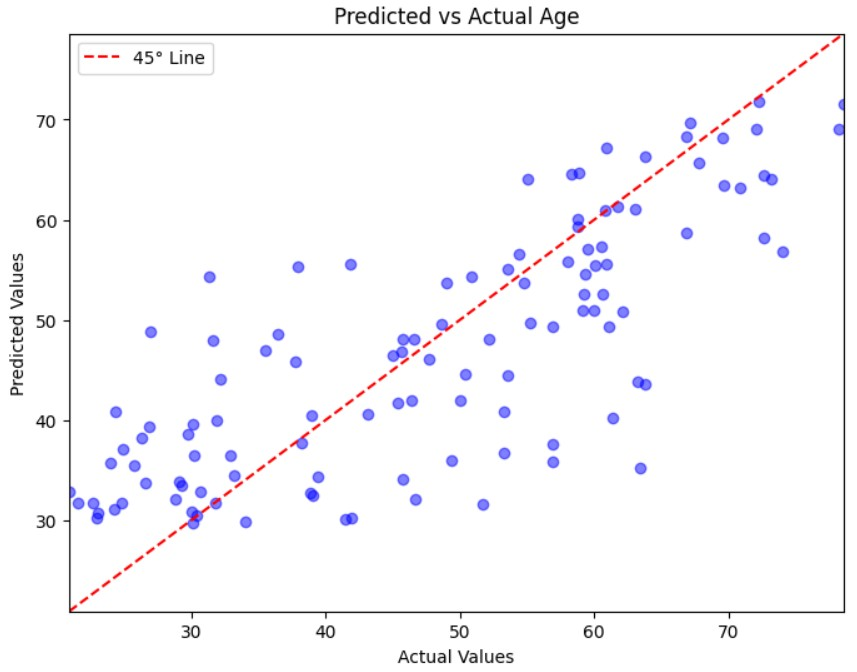 Predicted vs Actual Age
45° Line
Predicted Values
70
60
50
40
30
30 40 50 60 70
Actual Values